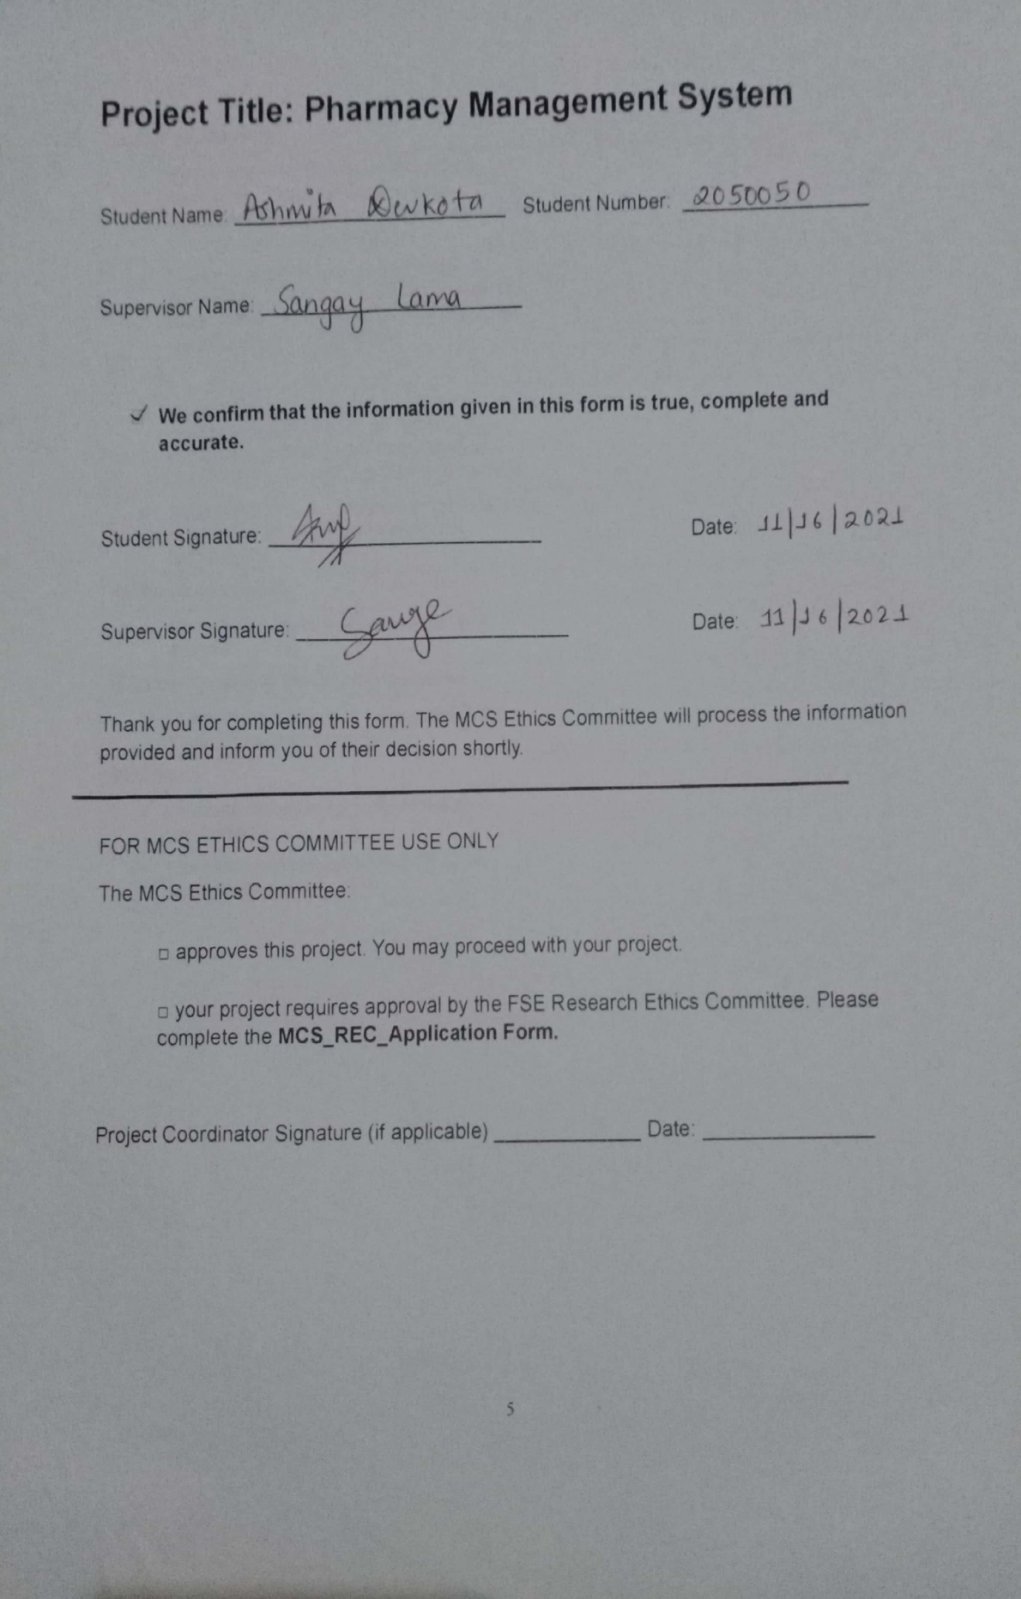 Project Title: Pharmacy Management System
Student Name: Ashmita Devkota Student Number: 2050050
Supervisor Name: Sangay Lama
✓ We confirm that the information given in this form is true, complete and
accurate.
Student Signature: Date: 11|16|2021
Supervisor Signature: Date: 11|16|2021
Thank you for completing this form. The MCS Ethics Committee will process the information
provided and inform you of their decision shortly.
FOR MCS ETHICS COMMITTEE USE ONLY
The MCS Ethics Committee:
□ approves this project. You may proceed with your project.
□ your project requires approval by the FSE Research Ethics Committee. Please
complete the MCS_REC_Application Form.
Project Coordinator Signature (if applicable) Date:
5